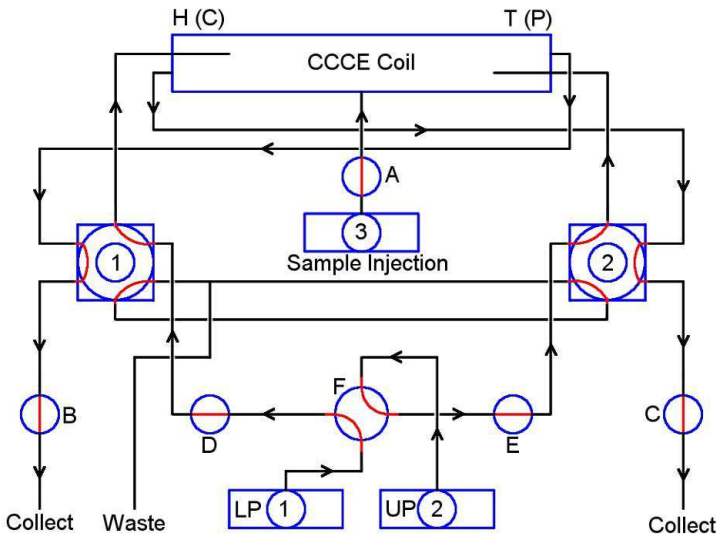 H (C)
T (P)
CCCE Coil
A
3
Sample Injection
1
2
F
B
D
E
C
LP 1
UP 2
Collect
Waste
Collect